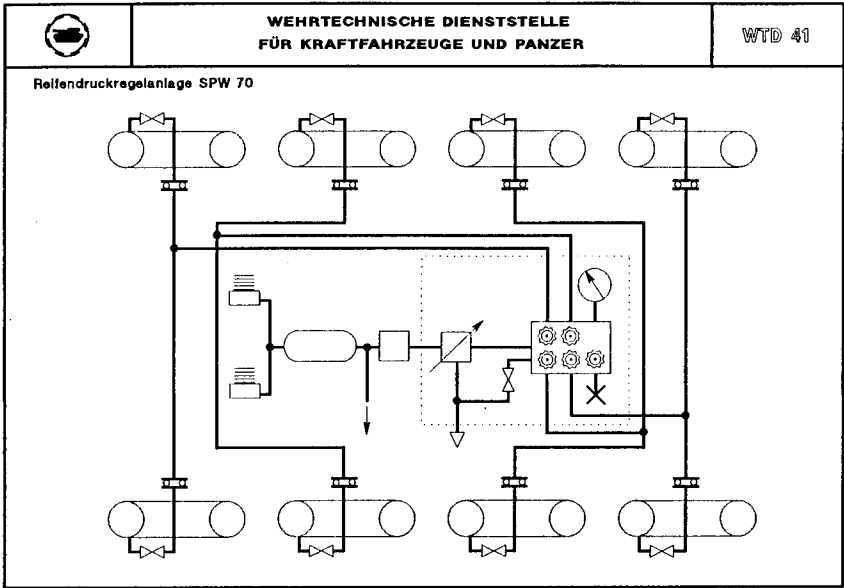 WEHRTECHNISCHE DIENSTSTELLE
FÜR KRAFTFAHRZEUGE UND PANZER
WTD 41
Reifendruckregelanlage SPW 70